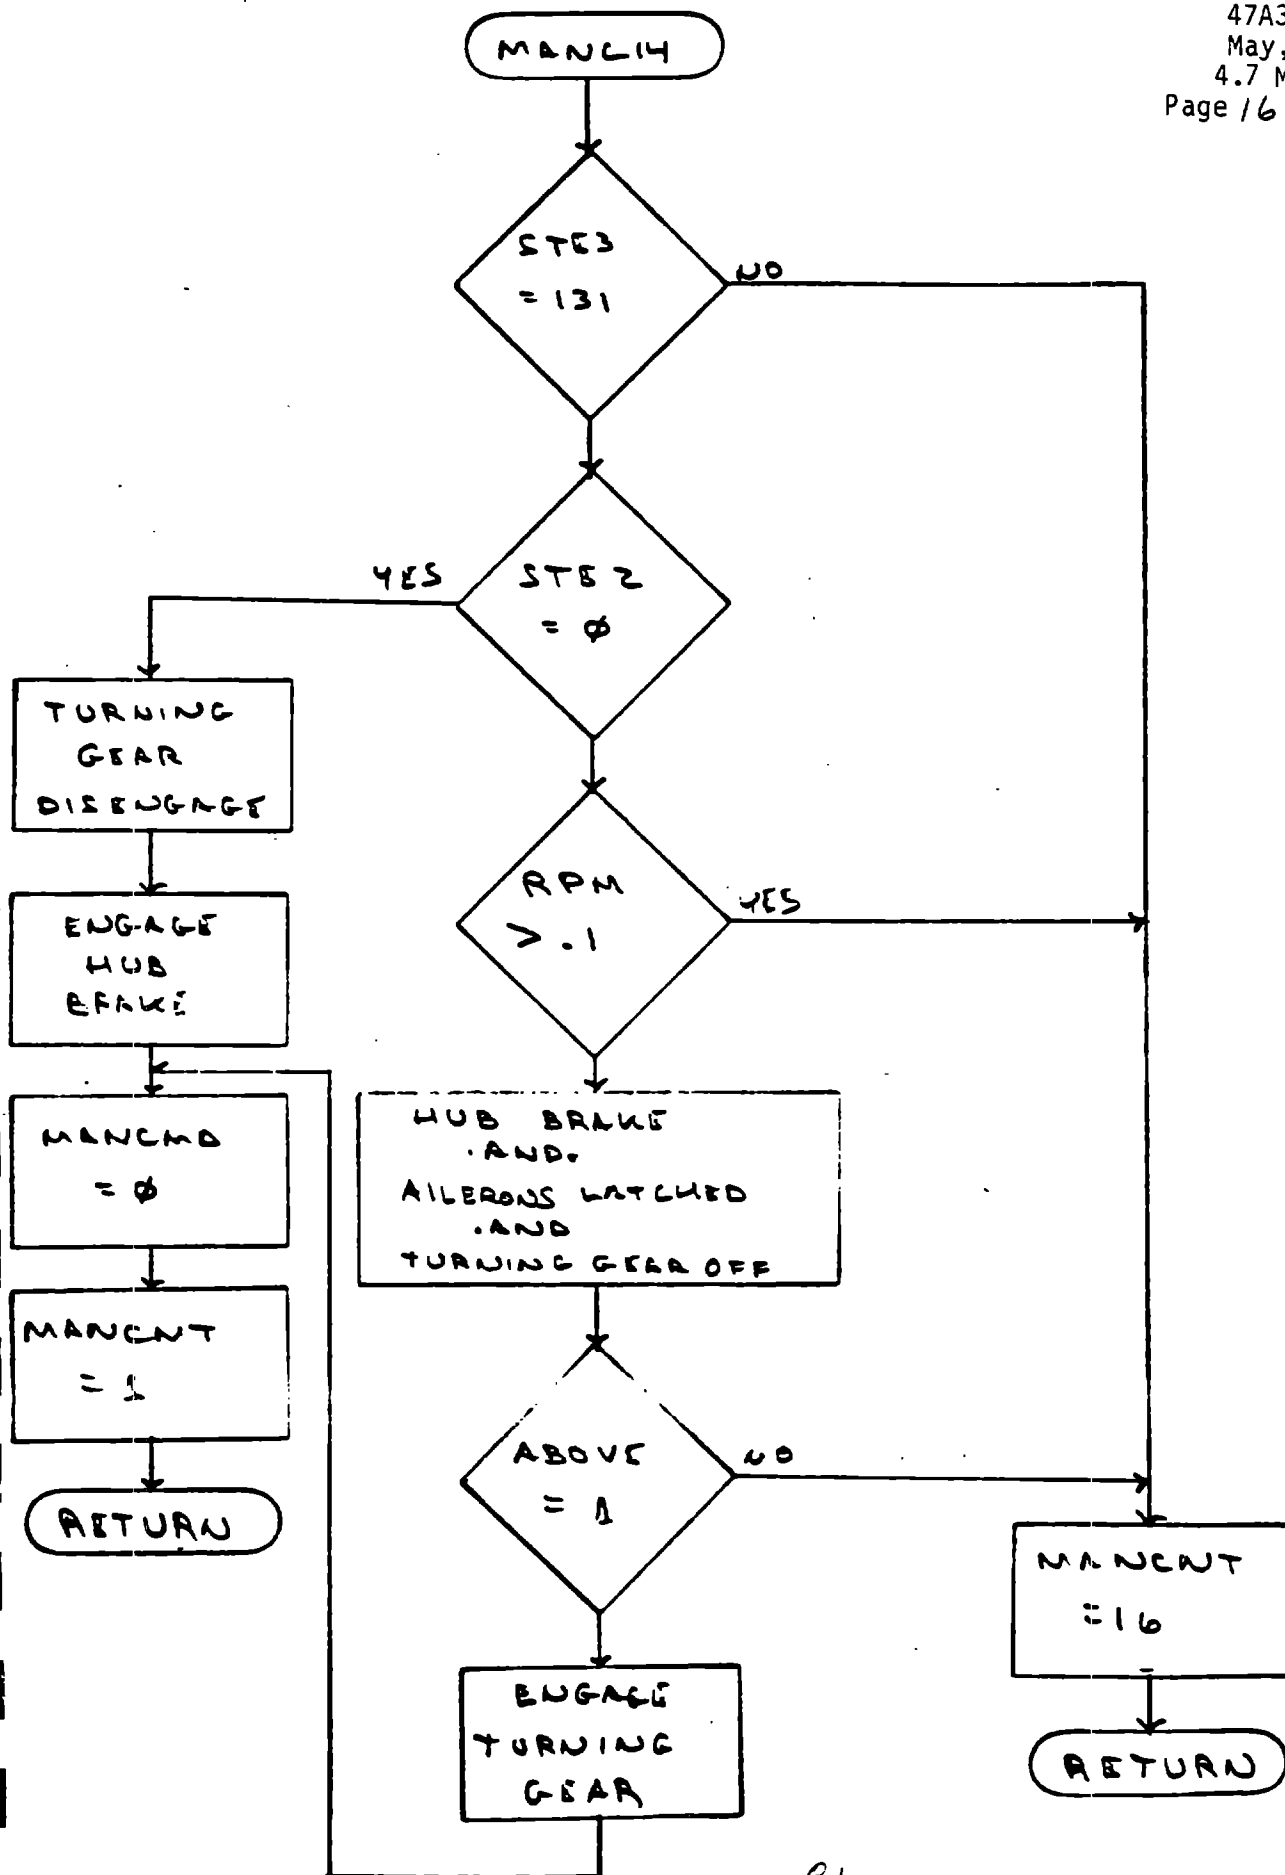 47A3
May,
4.7 M
Page 16
MANC14
STE3
= 131
NO
STE2
= ø
YES
TURNING
GEAR
DISENGAGE
ENGAGE
HUB
BRAKE
RPM
> .1
YES
MANCMD
= ø
HUB BRAKE
.AND.
AILERONS LATCHED
.AND
TURNING GEAR OFF
MANCNT
= 1
RETURN
ABOVE
= 1
NO
ENGAGE
TURNING
GEAR
MANCNT
= 16
RETURN